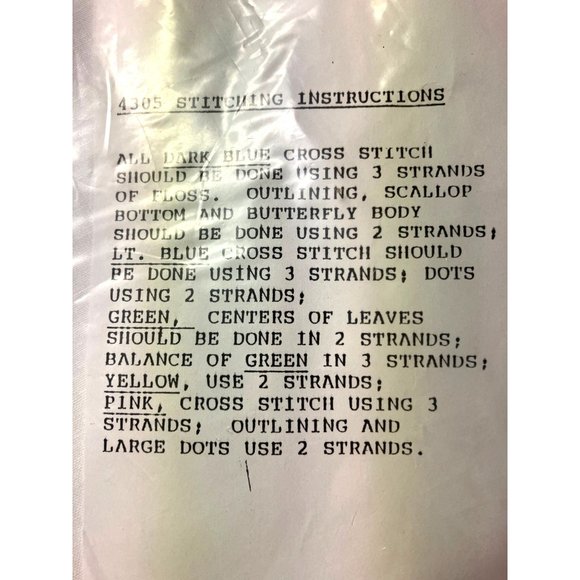 4305 STITCHING INSTRUCTIONS
ALL DARK BLUE CROSS STITCH
SHOULD BE DONE USING 3 STRANDS
OF FLOSS. OUTLINING, SCALLOP
BOTTOM AND BUTTERFLY BODY
SHOULD BE DONE USING 2 STRANDS;
LT. BLUE CROSS STITCH SHOULD
BE DONE USING 3 STRANDS; DOTS
USING 2 STRANDS;
GREEN, CENTERS OF LEAVES
SHOULD BE DONE IN 2 STRANDS;
BALANCE OF GREEN IN 3 STRANDS;
YELLOW, USE 2 STRANDS;
PINK, CROSS STITCH USING 3
STRANDS; OUTLINING AND
LARGE DOTS USE 2 STRANDS.